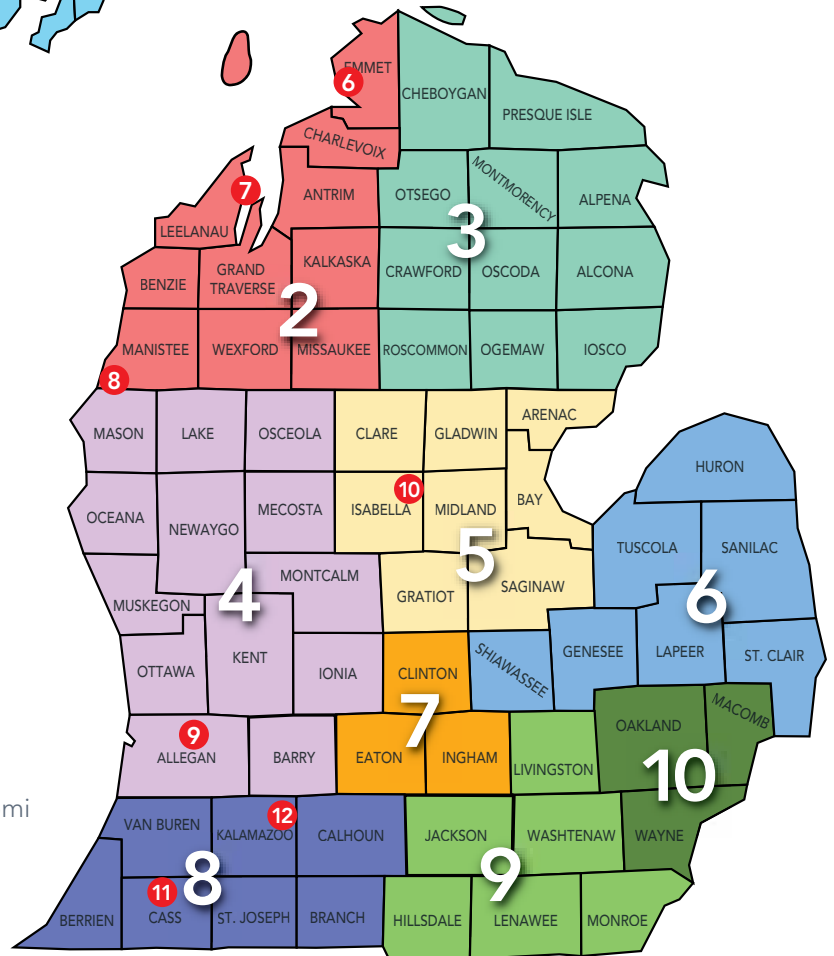 EMMET
6
CHEBOYGAN
PRESQUE ISLE
CHARLEVOIX
7
ANTRIM
OTSEGO
MONTMORENCY
ALPENA
3
LEELANAU
BENZIE
GRAND
TRAVERSE
KALKASKA
CRAWFORD
OSCODA
ALCONA
2
MANISTEE
WEXFORD
MISSAUKEE
ROSCOMMON
OGEMAW
IOSCO
8
MASON
LAKE
OSCEOLA
CLARE
GLADWIN
ARENAC
HURON
10
OCEANA
NEWAYGO
MECOSTA
ISABELLA
MIDLAND
BAY
TUSCOLA
SANILAC
5
MONTCALM
GRATIOT
SAGINAW
4
6
MUSKEGON
OTTAWA
KENT
IONIA
CLINTON
SHIAWASSEE
GENESEE
LAPEER
ST. CLAIR
7
9
ALLEGAN
BARRY
EATON
INGHAM
LIVINGSTON
OAKLAND
MACOMB
10
mi
12
VAN BUREN
KALAMAZOO
CALHOUN
JACKSON
WASHTENAW
WAYNE
8
9
11
BERRIEN
CASS
ST. JOSEPH
BRANCH
HILLSDALE
LENAWEE
MONROE